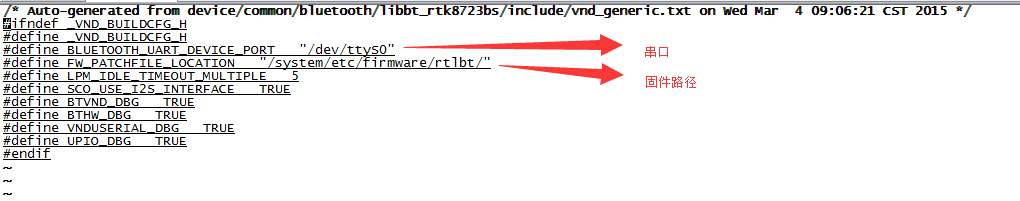 /* Auto-generated from device/common/bluetooth/libbt_rtk8723bs/include/vnd_generic.txt on Wed Mar  4 09:06:21 CST 2015 */
#ifndef _VND_BUILDCFG_H
#define _VND_BUILDCFG_H
#define BLUETOOTH_UART_DEVICE_PORT   "/dev/ttyS0"
串口
#define FW_PATCHFILE_LOCATION   "/system/etc/firmware/rtlbt/"
固件路径
#define LPM_IDLE_TIMEOUT_MULTIPLE   5
#define SCO_USE_I2S_INTERFACE   TRUE
#define BTVND_DBG   TRUE
#define BTHW_DBG   TRUE
#define VNDUSERIAL_DBG   TRUE
#define UPIO_DBG   TRUE
#endif
~
~
~